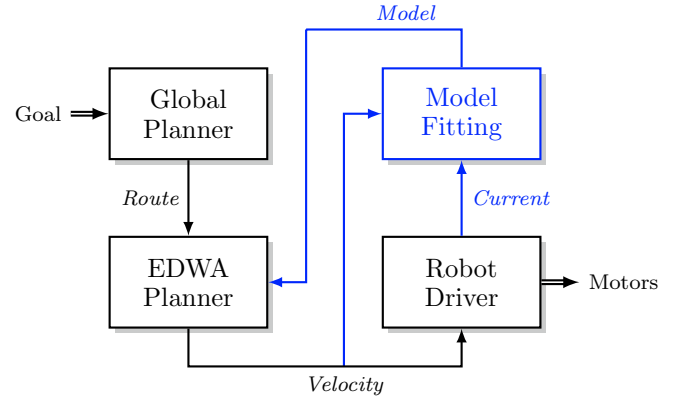 Model
Goal
Global
Planner
Model
Fitting
Route
Current
EDWA
Planner
Robot
Driver
Motors
Velocity